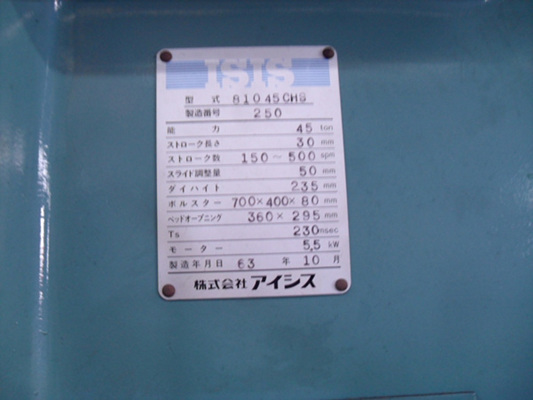 ISIS
型式 81045CHS
製造番号 250
能力 45 ton
ストローク長さ 30 mm
ストローク数 150～500 spm
スライド調整量 50 mm
ダイハイト 235 mm
ボルスター 700×400×80 mm
ベッドオープニング 360×295 mm
Ts 230 msec
モーター 5.5 kW
製造年月日 63 年 10 月
株式会社 アイシス